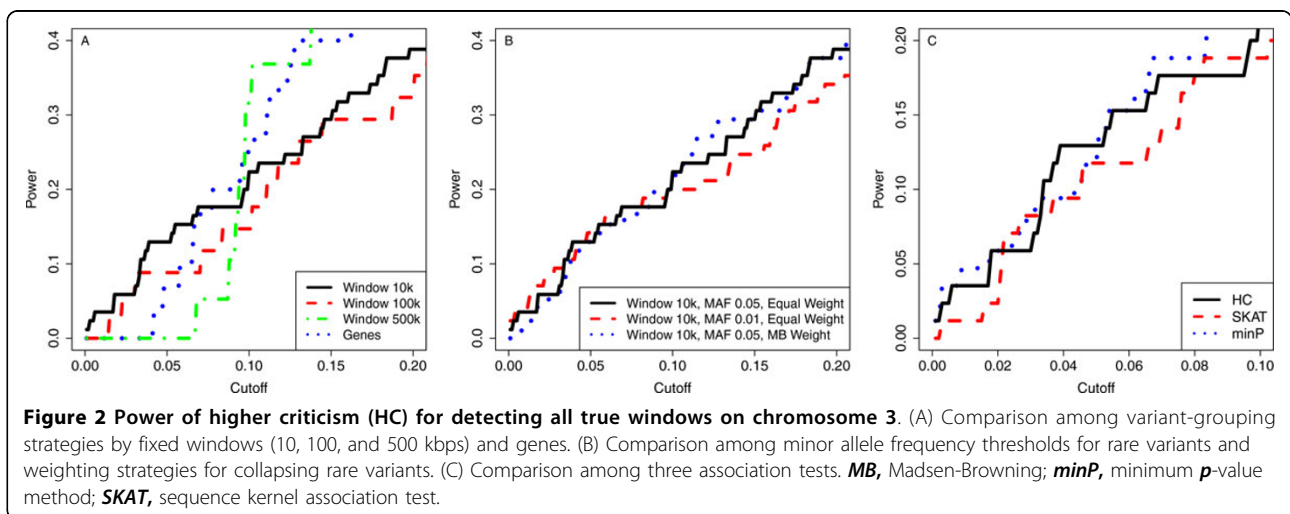 A
Power
0.4
0.3
0.2
0.1
0.0
0.00 0.05 0.10 0.15 0.20
Cutoff
Window 10k
Window 100k
Window 500k
Genes
B
Power
0.4
0.3
0.2
0.1
0.0
0.00 0.05 0.10 0.15 0.20
Cutoff
Window 10k, MAF 0.05, Equal Weight
Window 10k, MAF 0.01, Equal Weight
Window 10k, MAF 0.05, MB Weight
C
Power
0.20
0.15
0.10
0.05
0.00
0.00 0.02 0.04 0.06 0.08 0.10
Cutoff
HC
SKAT
minP
Figure 2 Power of higher criticism (HC) for detecting all true windows on chromosome 3. (A) Comparison among variant-grouping
strategies by fixed windows (10, 100, and 500 kbps) and genes. (B) Comparison among minor allele frequency thresholds for rare variants and
weighting strategies for collapsing rare variants. (C) Comparison among three association tests. MB, Madsen-Browning; minP, minimum p-value
method; SKAT, sequence kernel association test.